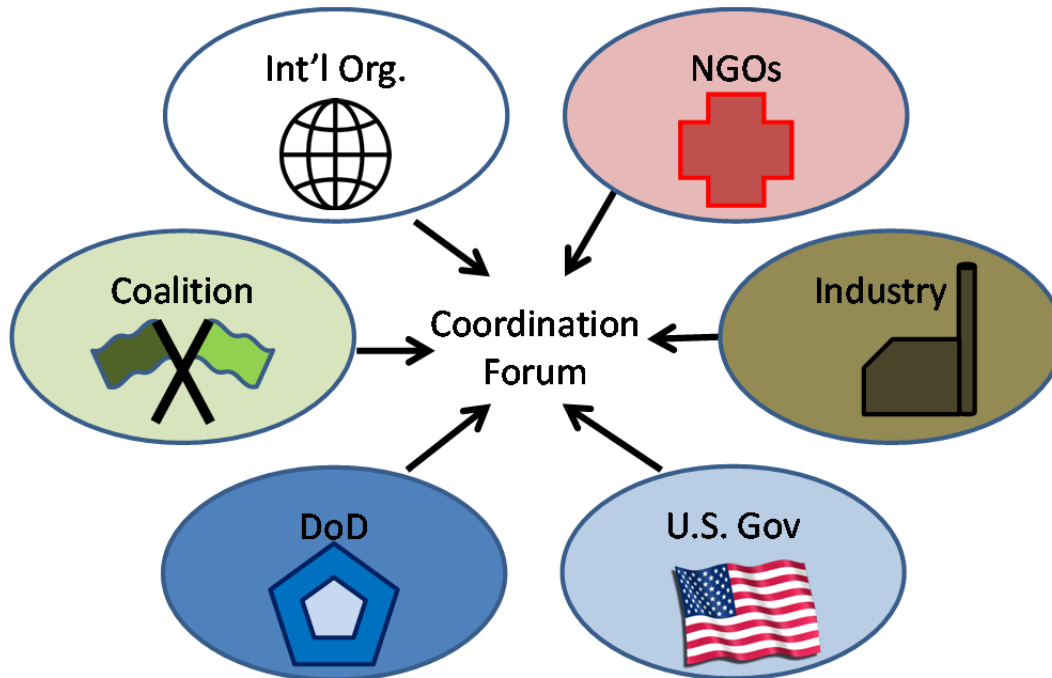 Int'l Org.
NGOs
Coalition
Industry
Coordination
Forum
DoD
U.S. Gov